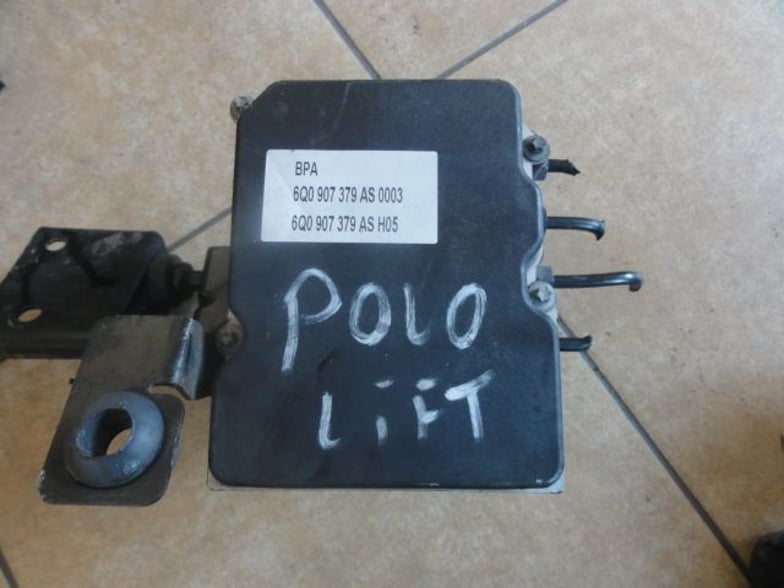 BPA
6Q0 907 379 AS 0003
6Q0 907 379 AS H05
POLO
LiFT